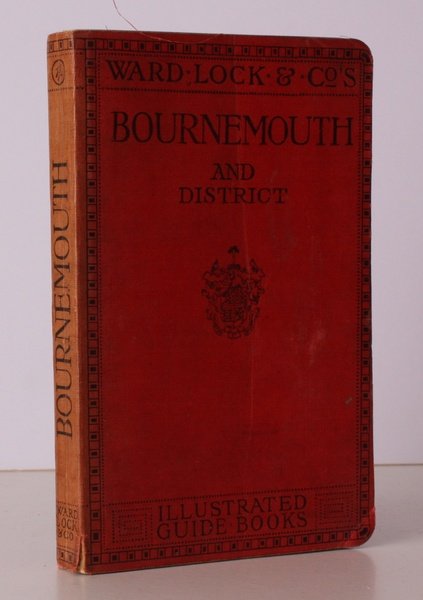 WARD·LOCK·&·CO'S
BOURNEMOUTH
AND
DISTRICT
ILLUSTRATED
GUIDE·BOOKS
BOURNEMOUTH
WARD
LOCK
& CO